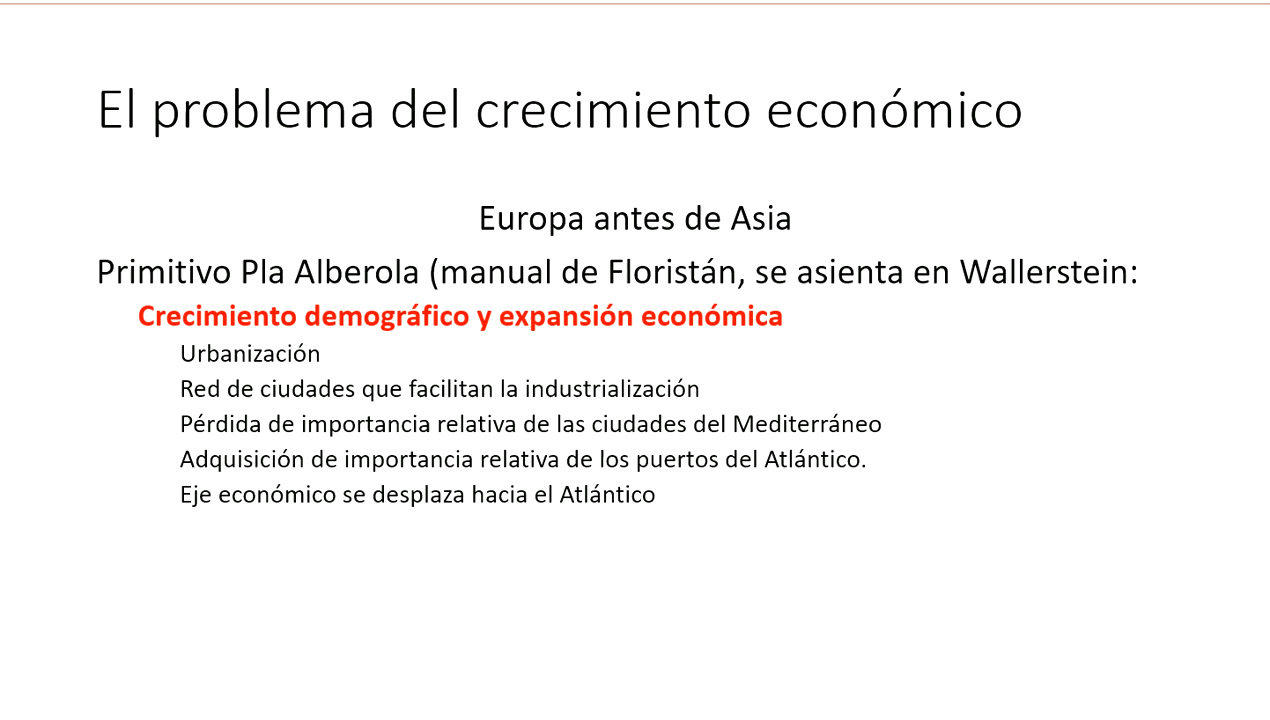 El problema del crecimiento económico
Europa antes de Asia
Primitivo Pla Alberola (manual de Floristán, se asienta en Wallerstein:
Crecimiento demográfico y expansión económica
Urbanización
Red de ciudades que facilitan la industrialización
Pérdida de importancia relativa de las ciudades del Mediterráneo
Adquisición de importancia relativa de los puertos del Atlántico.
Eje económico se desplaza hacia el Atlántico